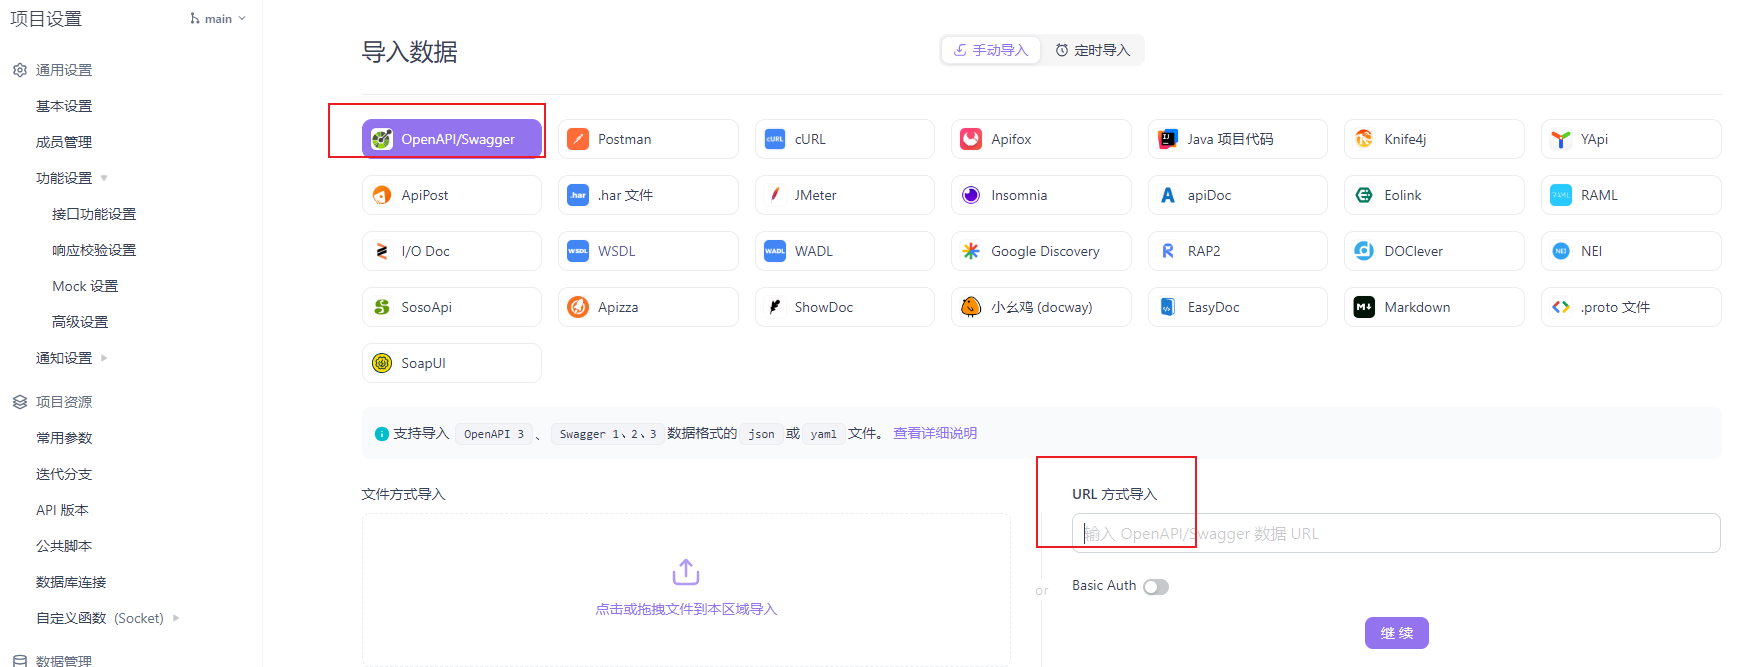 项目设置
main
通用设置
基本设置
成员管理
功能设置
接口功能设置
响应校验设置
Mock 设置
高级设置
通知设置
项目资源
常用参数
迭代分支
API 版本
公共脚本
数据库连接
自定义函数 (Socket)
数据管理
导入数据
手动导入 定时导入
OpenAPI/Swagger Postman cURL cURL Apifox Java 项目代码 Knife4j YApi
ApiPost .har .har 文件 JMeter Insomnia apiDoc Eolink RAML RAML
I/O Doc WSDL WSDL WADL WADL Google Discovery RAP2 DOClever NEI NEI
SosoApi Apizza ShowDoc 小幺鸡 (docway) EasyDoc Markdown .proto 文件
SoapUI
支持导入 OpenAPI 3 、 Swagger 1、2、3 数据格式的 json 或 yaml 文件。 查看详细说明
文件方式导入
点击或拖拽文件到本区域导入
or
URL 方式导入
输入 OpenAPI/Swagger 数据 URL
Basic Auth
继 续